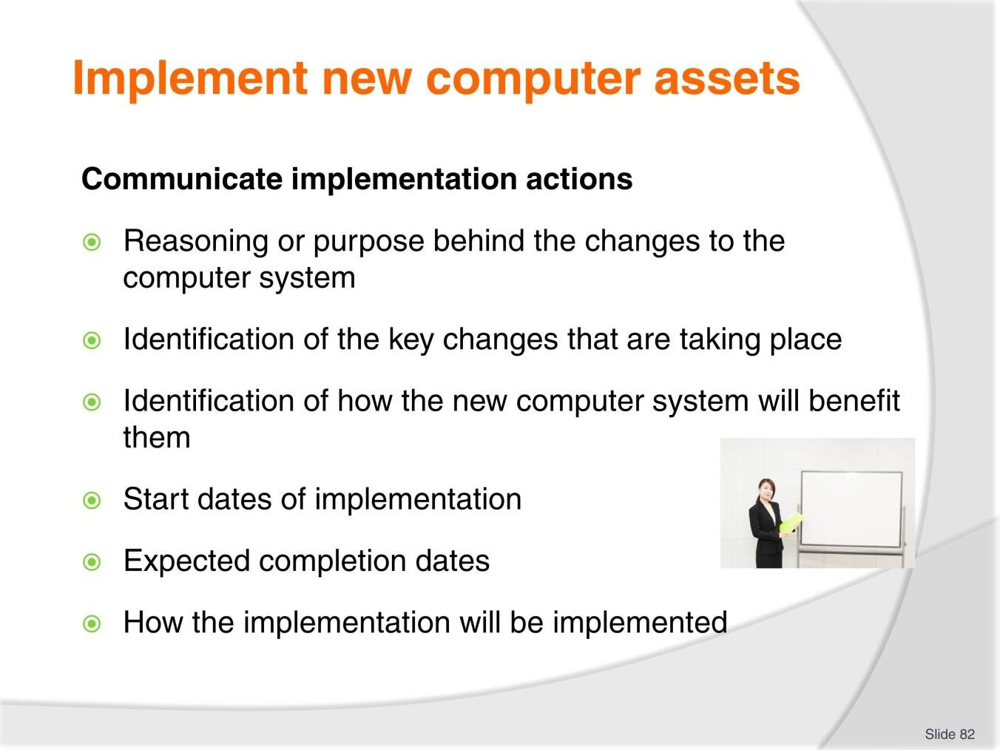 Implement new computer assets
Communicate implementation actions
Reasoning or purpose behind the changes to the
computer system
Identification of the key changes that are taking place
Identification of how the new computer system will benefit
them
Start dates of implementation
Expected completion dates
How the implementation will be implemented
Slide 82